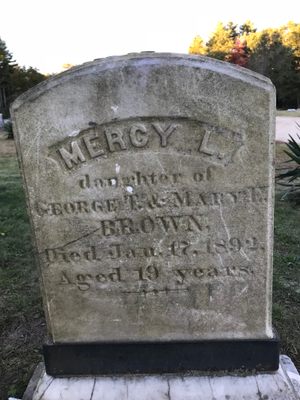 MERCY L.
daughter of
GEORGE T. & MARY E.
BROWN.
Died Jan. 17, 1892.
Aged 19 years.